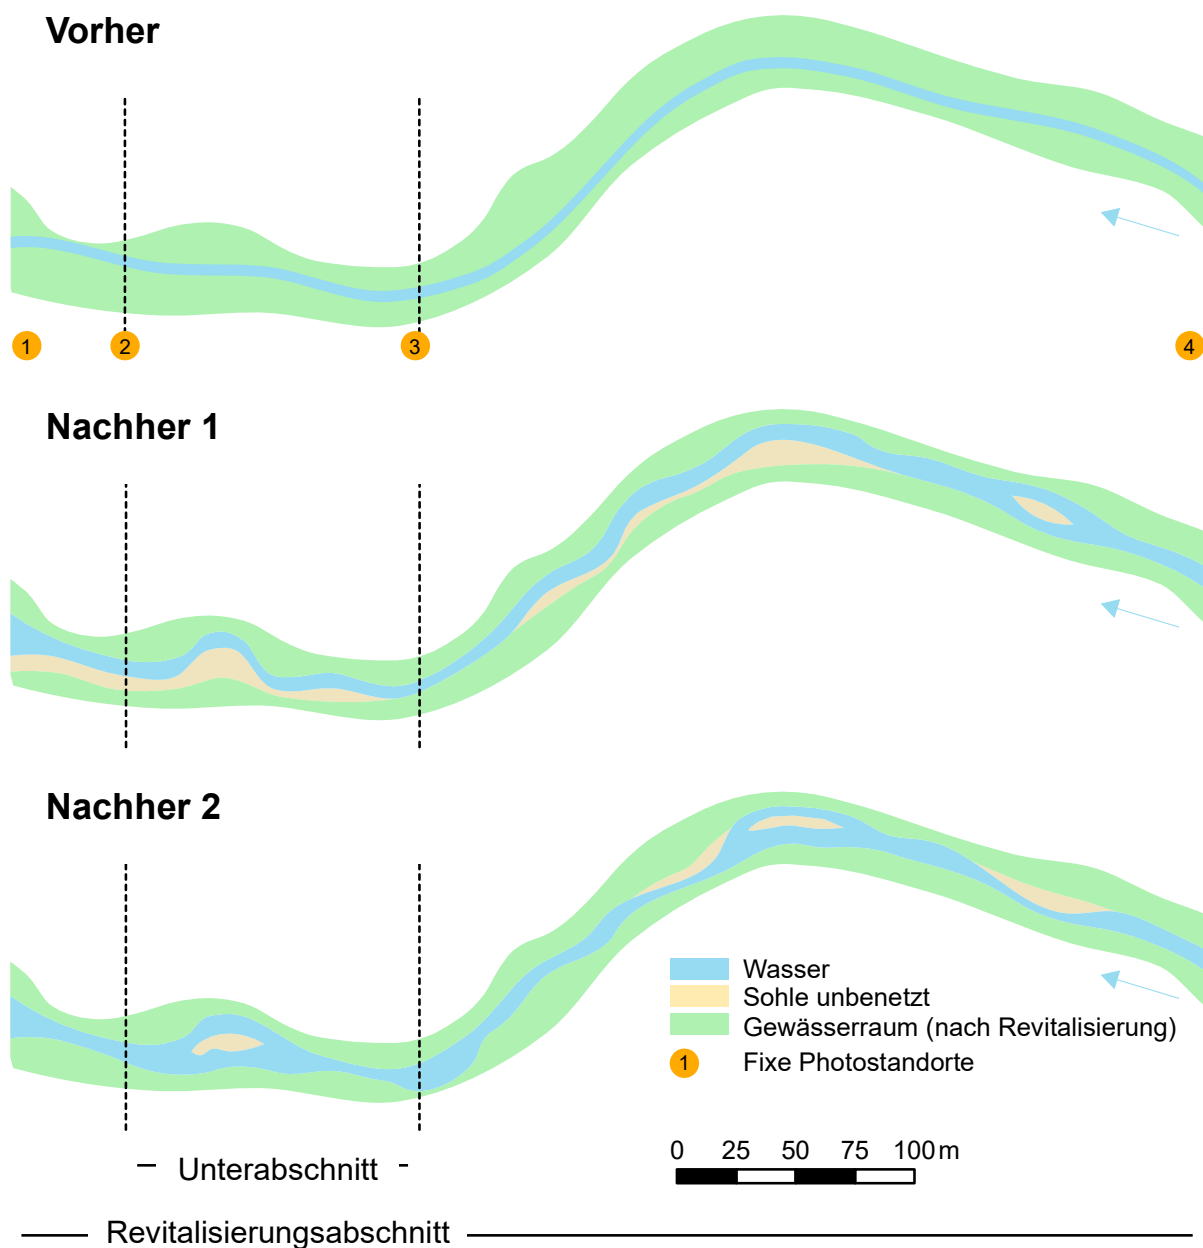 Vorher
1
2
3
4
Nachher 1
Nachher 2
Wasser
Sohle unbenetzt
Gewässerraum (nach Revitalisierung)
1 Fixe Photostandorte
0 25 50 75 100 m
Unterabschnitt
Revitalisierungsabschnitt